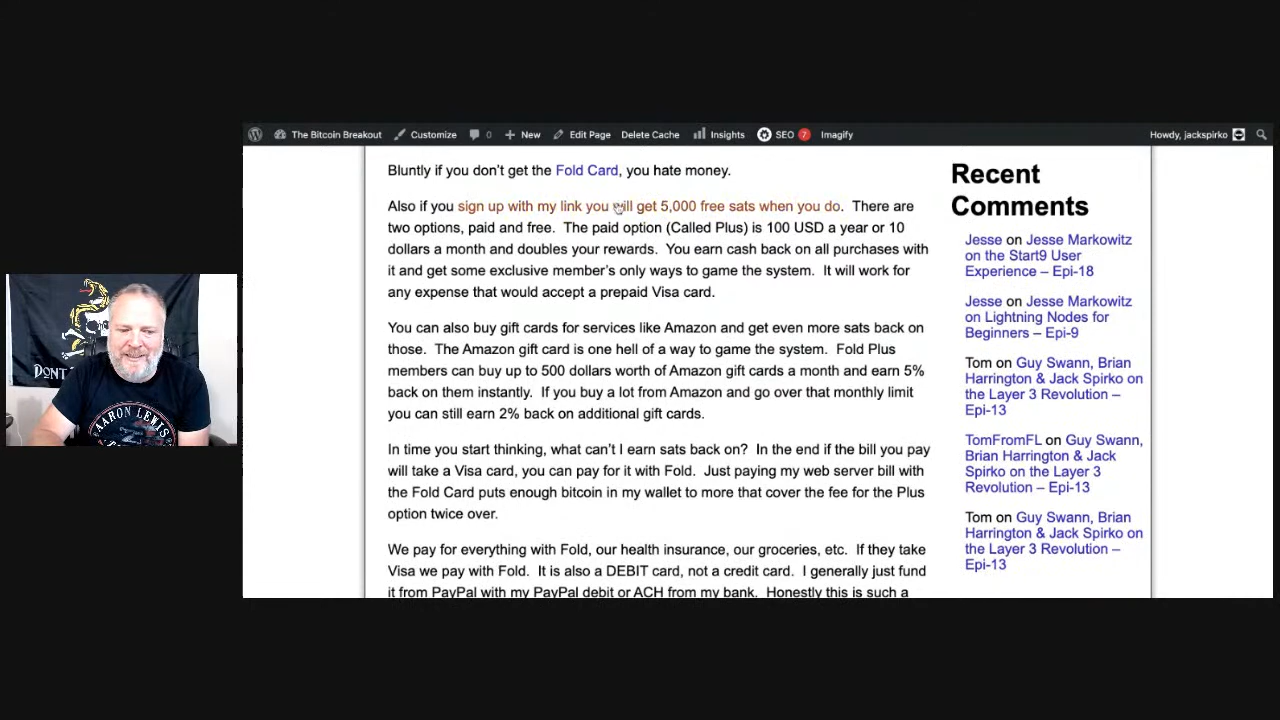 The Bitcoin Breakout Customize 0 New Edit Page Delete Cache Insights SEO 7 Imagify Howdy, jackspirko
Bluntly if you don't get the Fold Card, you hate money.
Also if you sign up with my link you will get 5,000 free sats when you do. There are
two options, paid and free. The paid option (Called Plus) is 100 USD a year or 10
dollars a month and doubles your rewards. You earn cash back on all purchases with
it and get some exclusive member's only ways to game the system. It will work for
any expense that would accept a prepaid Visa card.
You can also buy gift cards for services like Amazon and get even more sats back on
those. The Amazon gift card is one hell of a way to game the system. Fold Plus
members can buy up to 500 dollars worth of Amazon gift cards a month and earn 5%
back on them instantly. If you buy a lot from Amazon and go over that monthly limit
you can still earn 2% back on additional gift cards.
In time you start thinking, what can't I earn sats back on? In the end if the bill you pay
will take a Visa card, you can pay for it with Fold. Just paying my web server bill with
the Fold Card puts enough bitcoin in my wallet to more that cover the fee for the Plus
option twice over.
We pay for everything with Fold, our health insurance, our groceries, etc. If they take
Visa we pay with Fold. It is also a DEBIT card, not a credit card. I generally just fund
it from PayPal with my PayPal debit or ACH from my bank. Honestly this is such a
Recent
Comments
Jesse on Jesse Markowitz
on the Start9 User
Experience – Epi-18
Jesse on Jesse Markowitz
on Lightning Nodes for
Beginners – Epi-9
Tom on Guy Swann, Brian
Harrington & Jack Spirko on
the Layer 3 Revolution –
Epi-13
TomFromFL on Guy Swann,
Brian Harrington & Jack
Spirko on the Layer 3
Revolution – Epi-13
Tom on Guy Swann, Brian
Harrington & Jack Spirko on
the Layer 3 Revolution –
Epi-13
DONT
AARON LEWIS